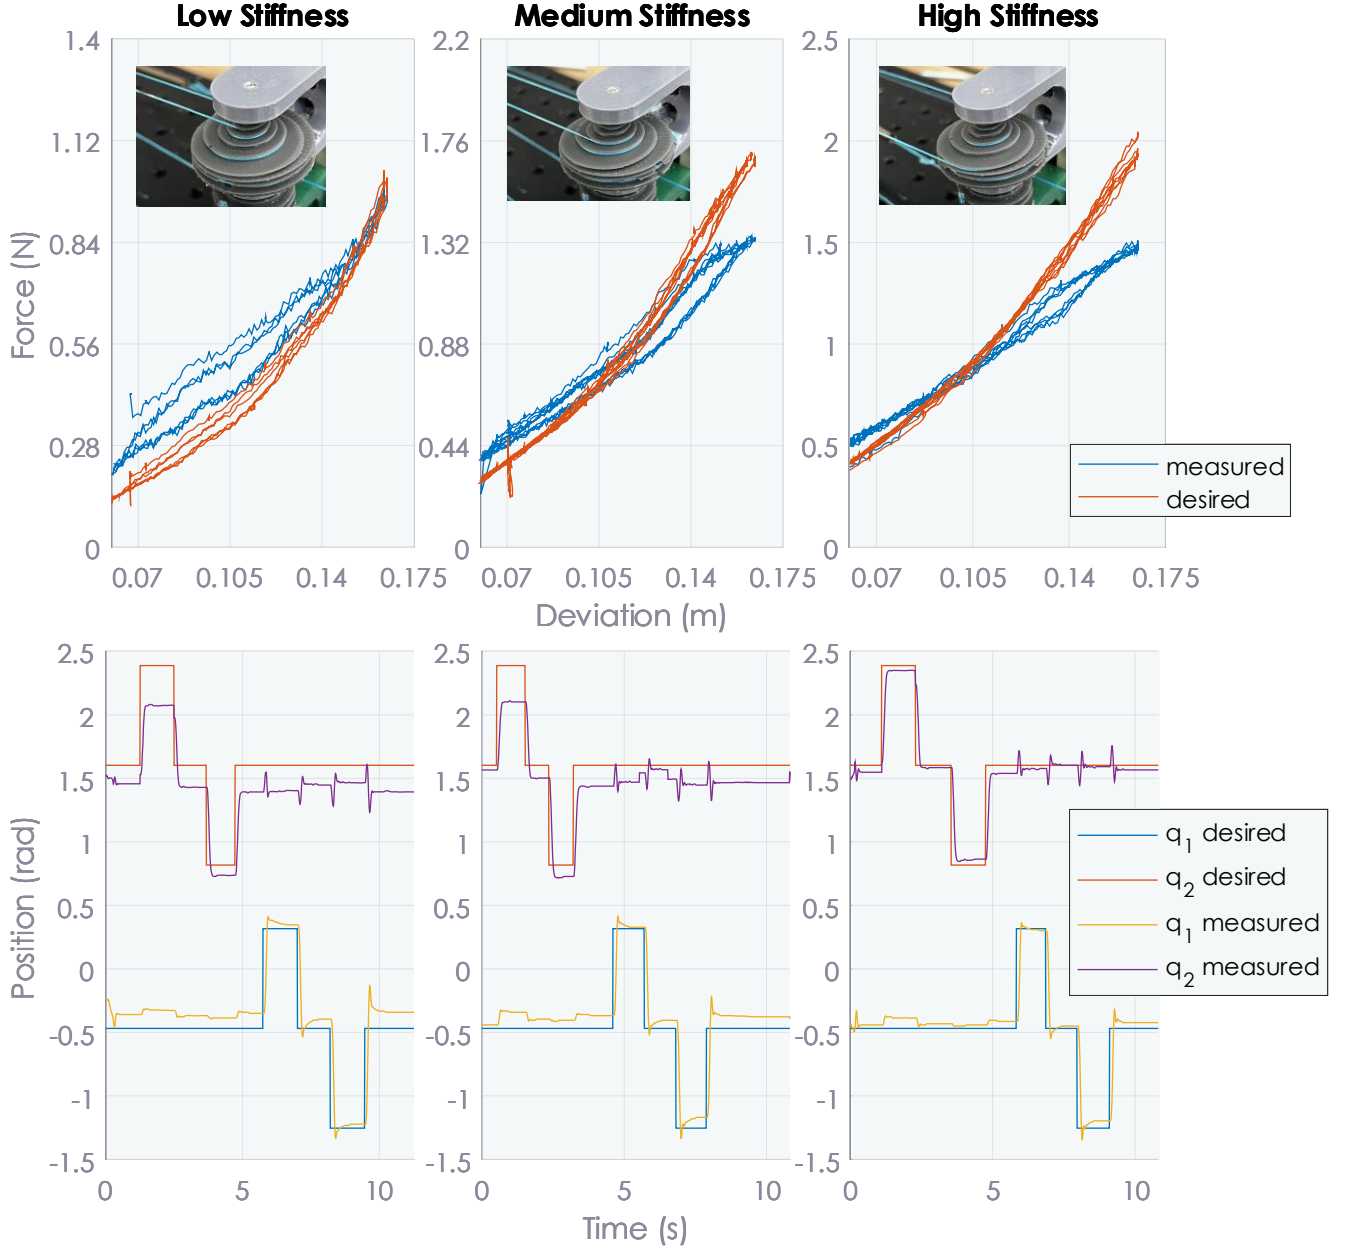 Low Stiffness Medium Stiffness High Stiffness
1.4 2.2 2.5
1.12 1.76 2
0.84 1.32 1.5
0.56 0.88 1
0.28 0.44 0.5
0 0 0
Force (N)
measured
desired
0.07 0.105 0.14 0.175 0.07 0.105 0.14 0.175 0.07 0.105 0.14 0.175
Deviation (m)
2.5 2.5 2.5
2 2 2
1.5 1.5 1.5
1 1 1
0.5 0.5 0.5
0 0 0
-0.5 -0.5 -0.5
-1 -1 -1
-1.5 -1.5 -1.5
Position (rad)
q1 desired
q2 desired
q1 measured
q2 measured
0 5 10 0 5 10 0 5 10
Time (s)